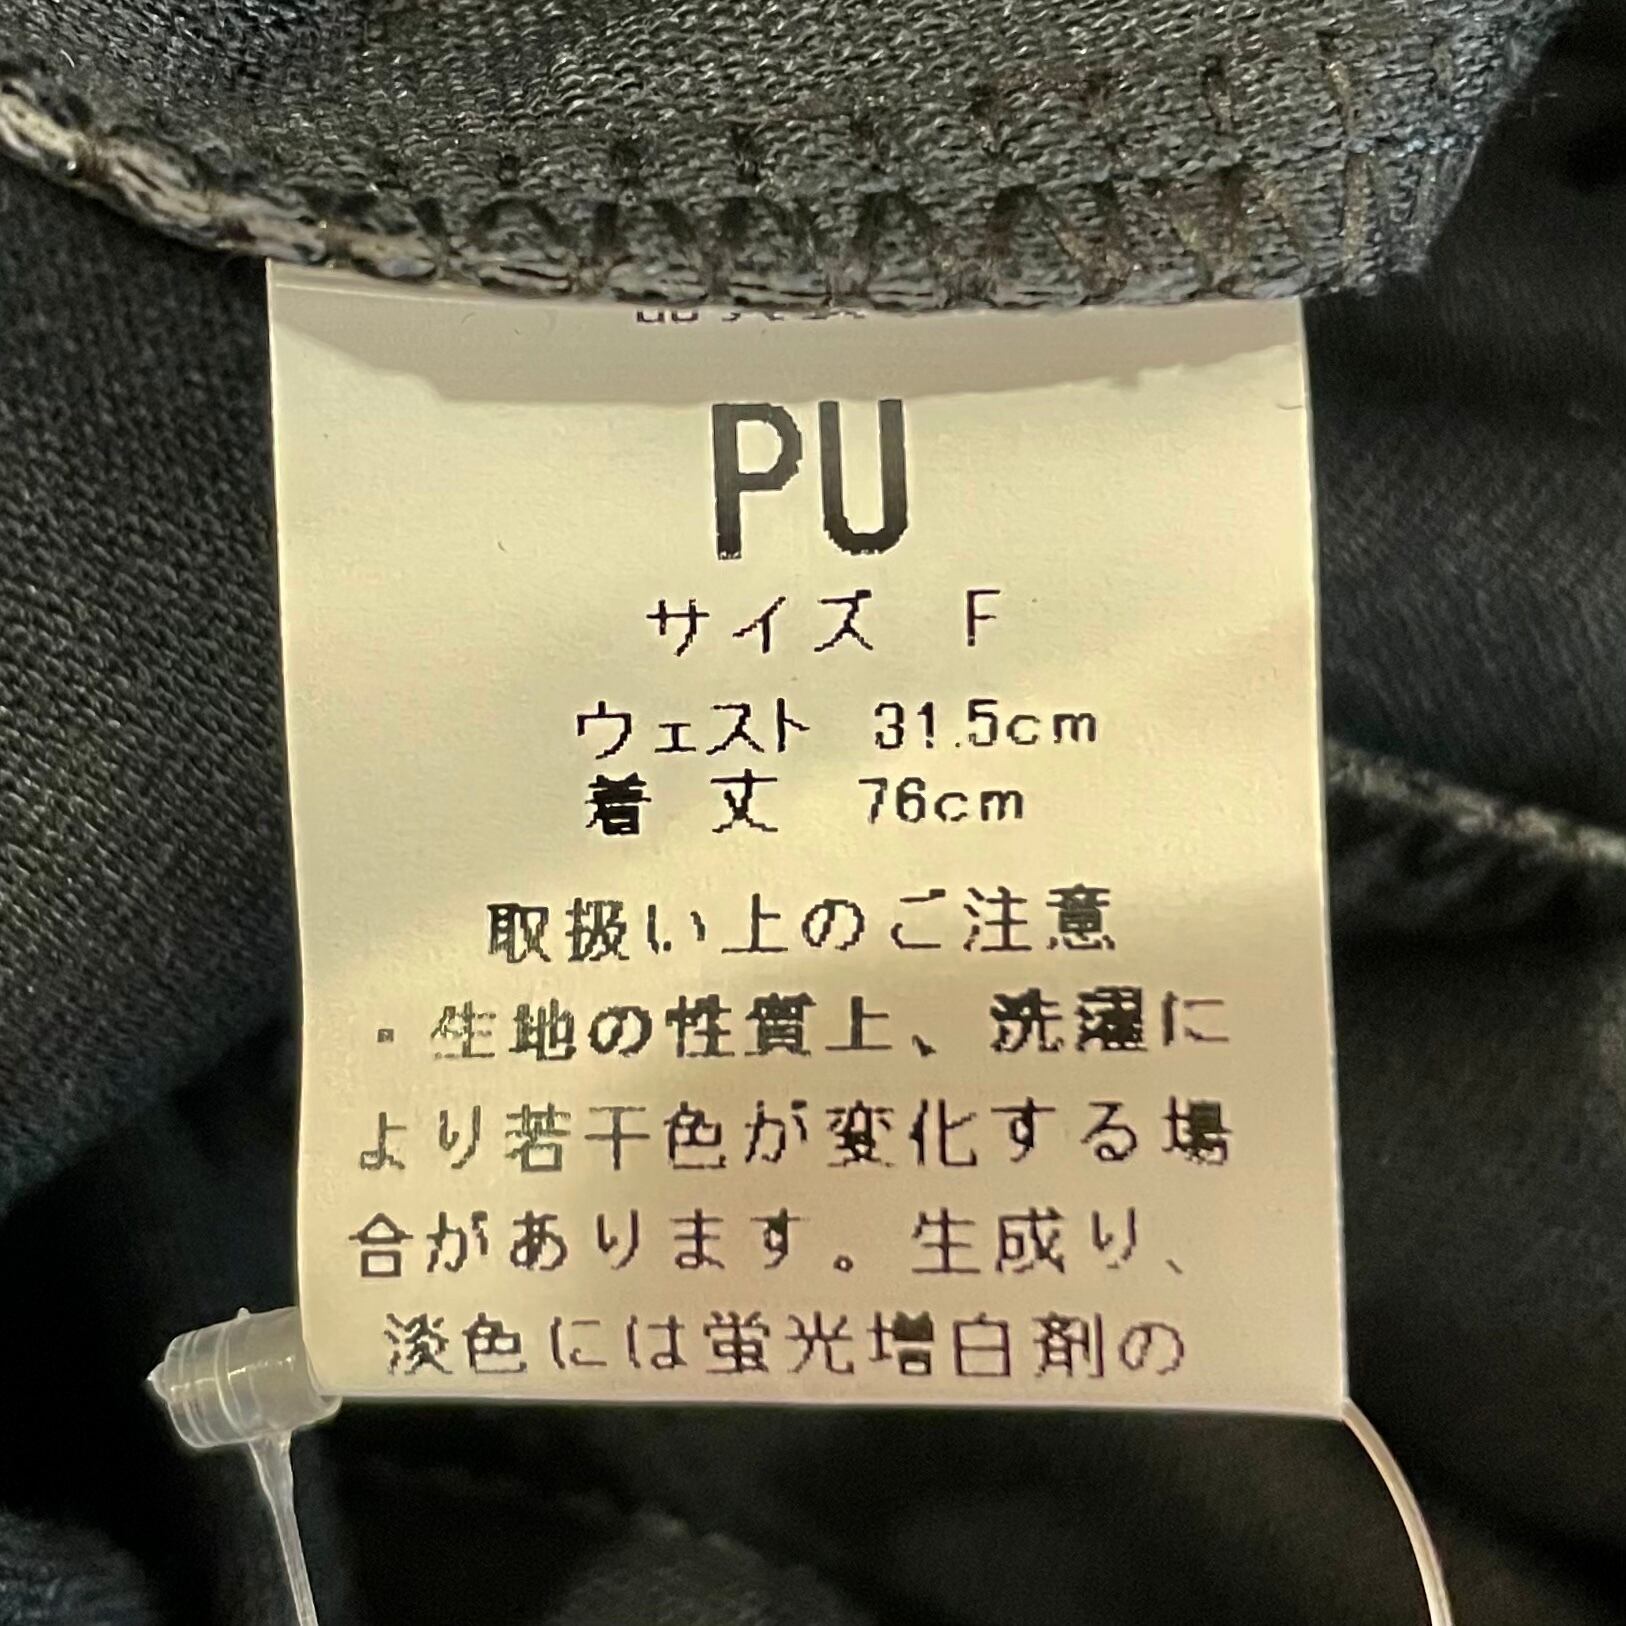 PU
サイズ F
ウェスト 31.5cm
着 丈 76cm
取扱い上のご注意
・生地の性質上、洗濯に
より若干色が変化する場
合があります。生成り、
淡色には蛍光増白剤の